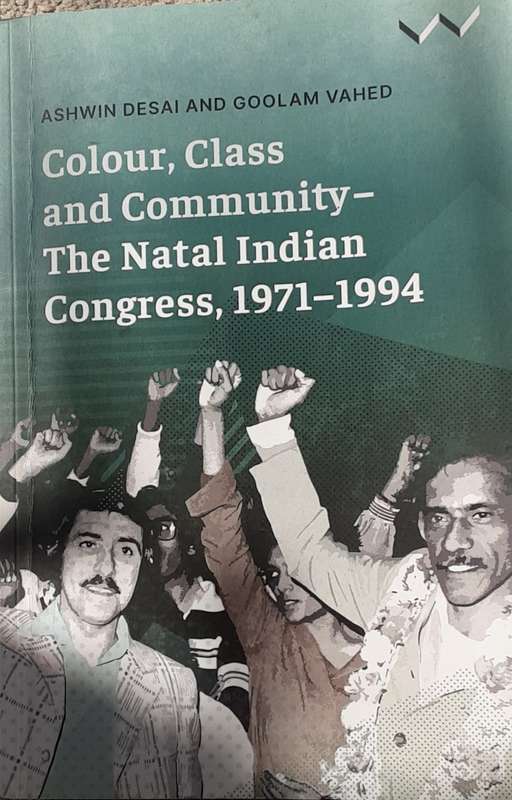 ASHWIN DESAI AND GOOLAM VAHED
Colour, Class
and Community–
The Natal Indian
Congress, 1971–1994